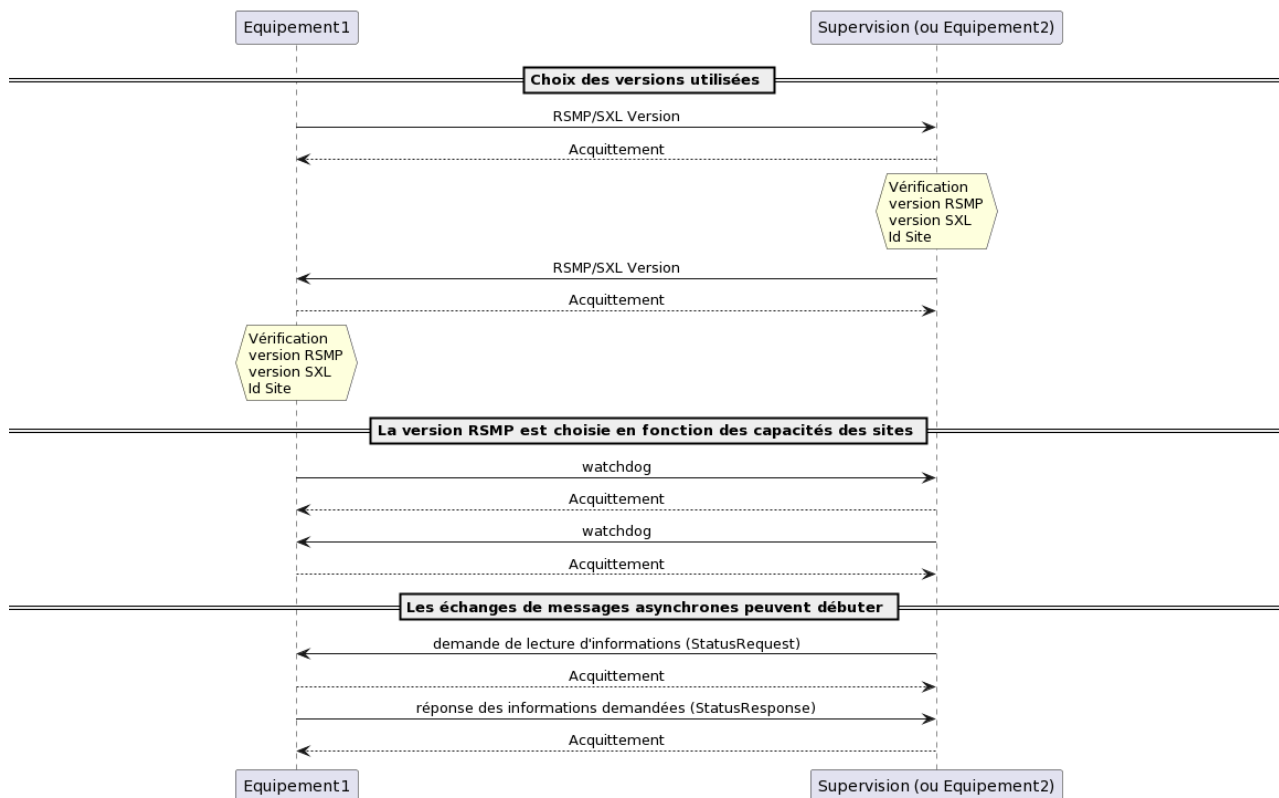 Equipement1
Supervision (ou Equipement2)
Choix des versions utilisées
RSMP/SXL Version
Acquittement
Vérification
version RSMP
version SXL
Id Site
RSMP/SXL Version
Acquittement
Vérification
version RSMP
version SXL
Id Site
La version RSMP est choisie en fonction des capacités des sites
watchdog
Acquittement
watchdog
Acquittement
Les échanges de messages asynchrones peuvent débuter
demande de lecture d'informations (StatusRequest)
Acquittement
réponse des informations demandées (StatusResponse)
Acquittement
Equipement1
Supervision (ou Equipement2)